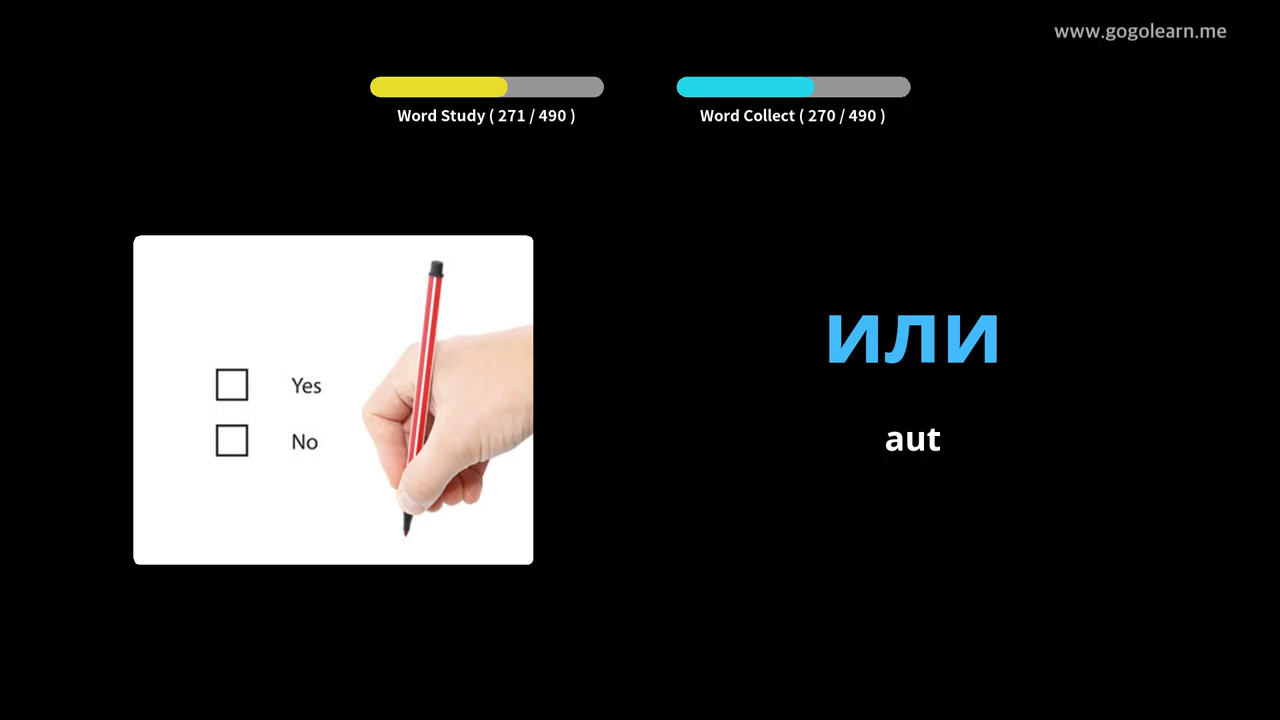 www.gogolearn.me
Word Study ( 271 / 490 )
Word Collect ( 270 / 490 )
Yes
No
или
aut